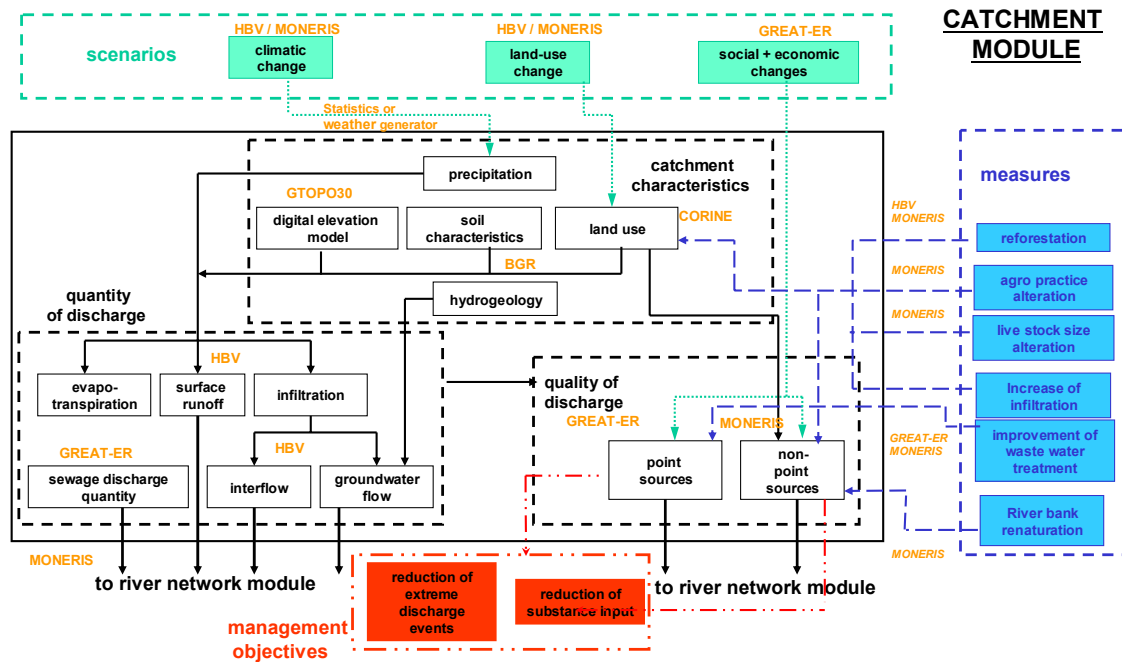 CATCHMENT
MODULE
scenarios
HBV / MONERIS
climatic
change
HBV / MONERIS
land-use
change
GREAT-ER
social + economic
changes
Statistics or
weather generator
catchment
characteristics
precipitation
GTOPO30
digital elevation
model
soil
characteristics
land use
CORINE
BGR
hydrogeology
quantity
of discharge
HBV
evapo-
transpiration
surface
runoff
infiltration
HBV
GREAT-ER
sewage discharge
quantity
interflow
groundwater
flow
quality of
discharge
GREAT-ER
MONERIS
point
sources
non-
point
sources
measures
HBV
MONERIS
reforestation
MONERIS
agro practice
alteration
MONERIS
live stock size
alteration
Increase of
infiltration
GREAT-ER
MONERIS
improvement of
waste water
treatment
River bank
renaturation
MONERIS
MONERIS
to river network module
to river network module
reduction of
extreme
discharge
events
reduction of
substance input
management
objectives